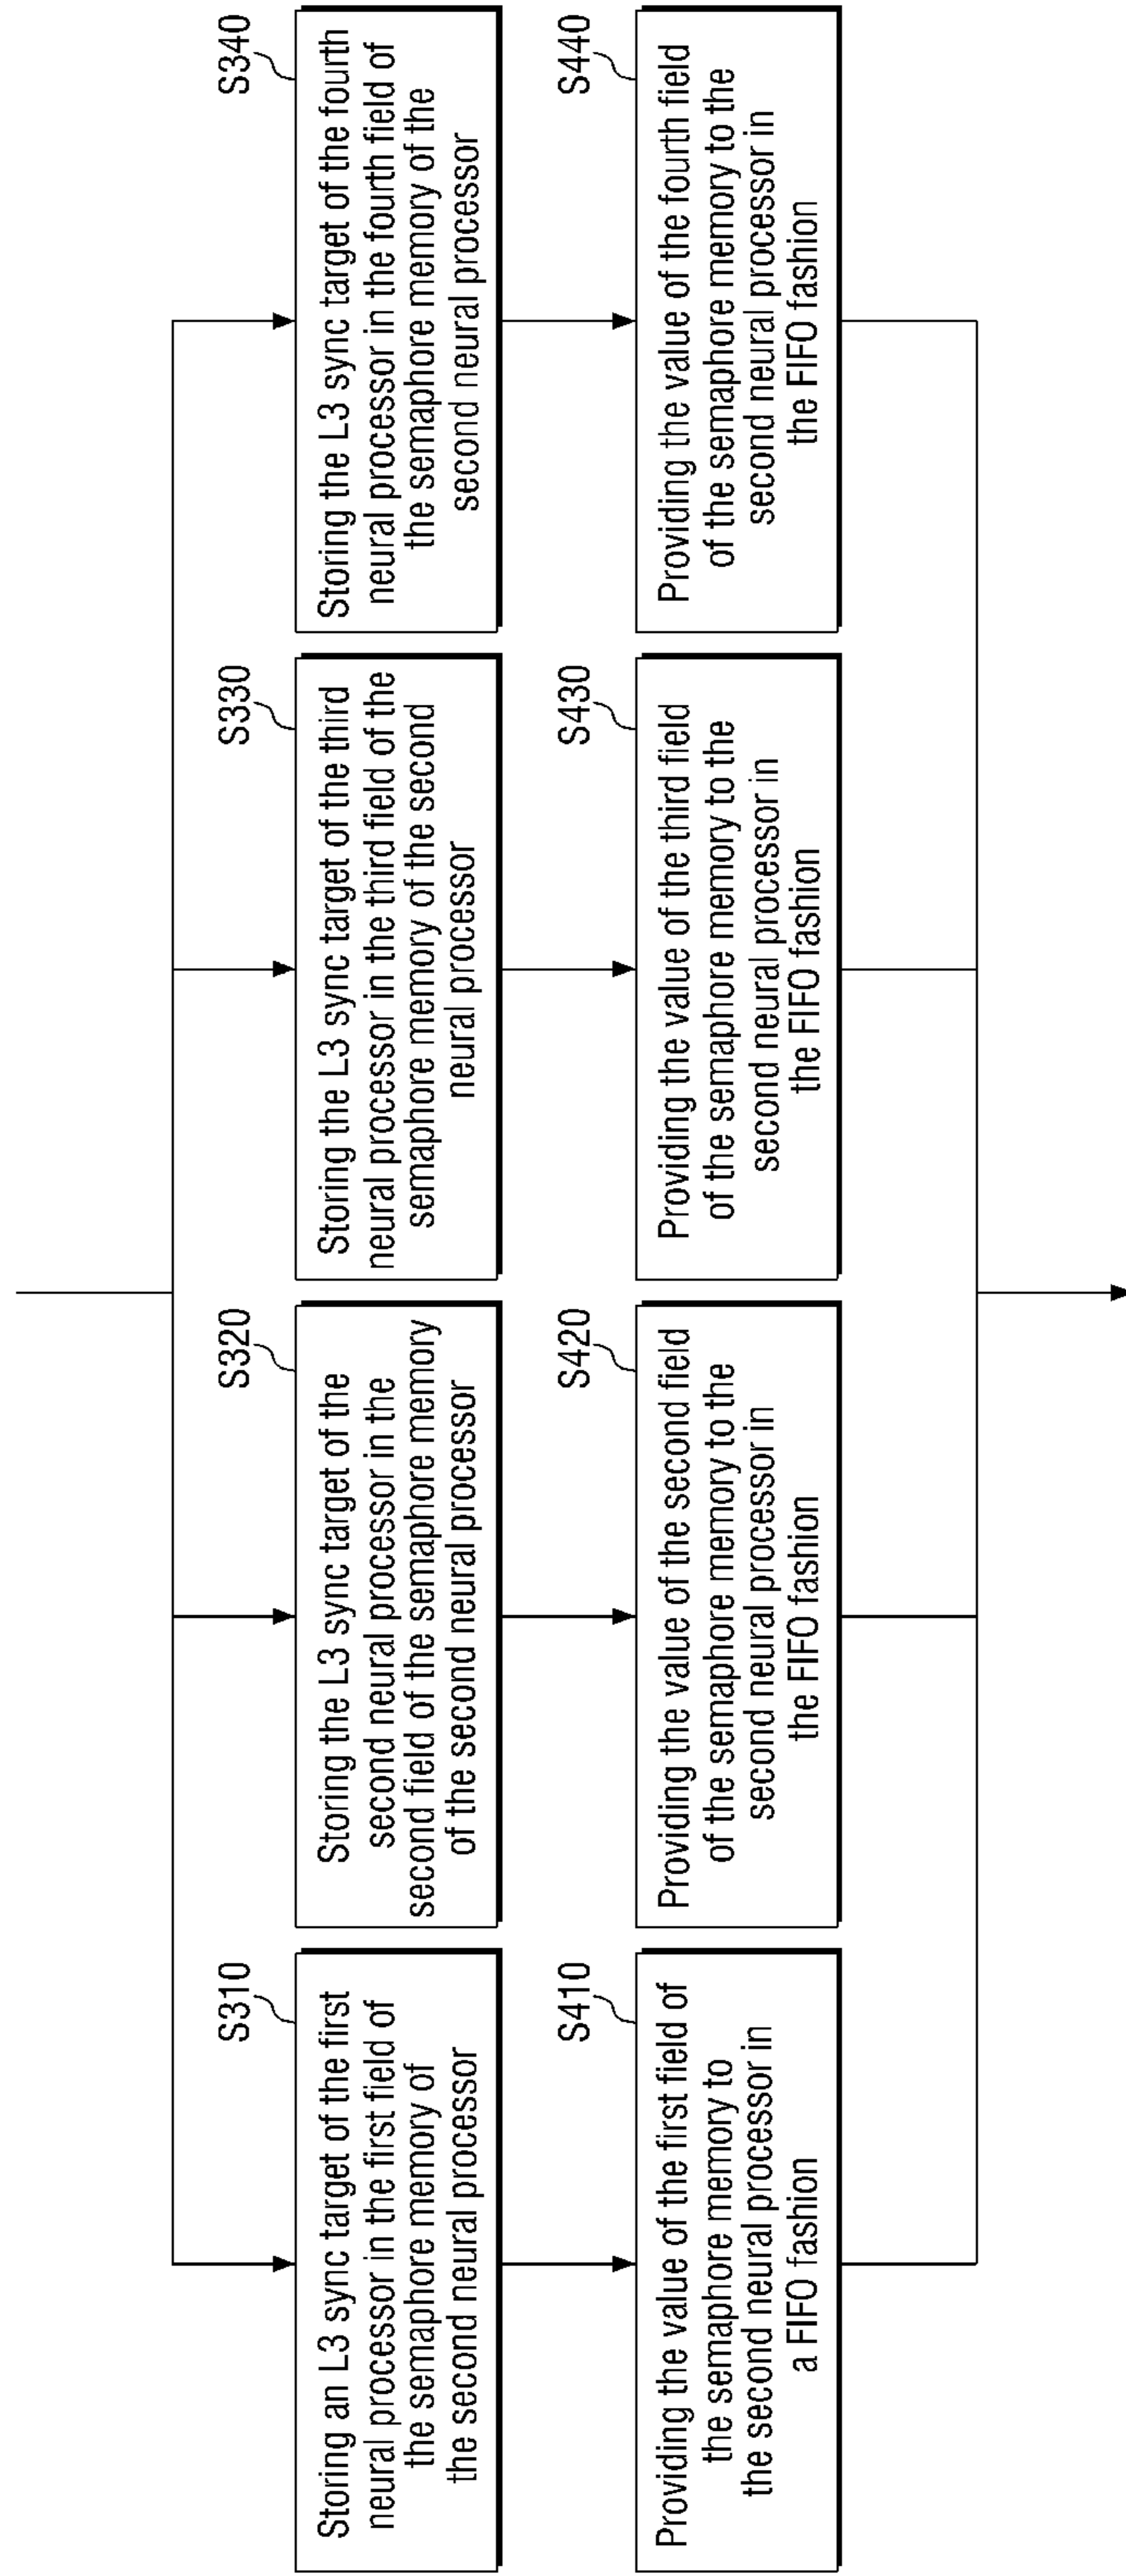 S310
Storing an L3 sync target of the first
neural processor in the first field of
the semaphore memory of
the second neural processor
S320
Storing the L3 sync target of the
second neural processor in the
second field of the semaphore memory
of the second neural processor
S330
Storing the L3 sync target of the third
neural processor in the third field of the
semaphore memory of the second
neural processor
S340
Storing the L3 sync target of the fourth
neural processor in the fourth field of
the semaphore memory of the
second neural processor
S410
Providing the value of the first field of
the semaphore memory to
the second neural processor in
a FIFO fashion
S420
Providing the value of the second field
of the semaphore memory to the
second neural processor in
the FIFO fashion
S430
Providing the value of the third field
of the semaphore memory to the
second neural processor in
the FIFO fashion
S440
Providing the value of the fourth field
of the semaphore memory to the
second neural processor in
the FIFO fashion